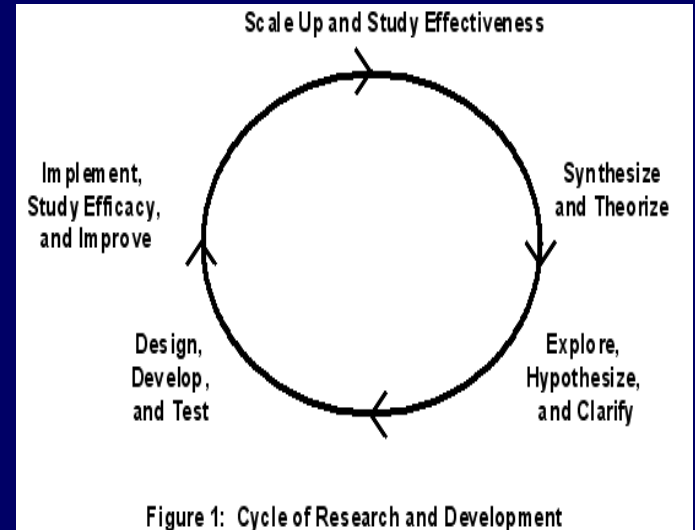 Scale Up and Study Effectiveness
Synthesize
and Theorize
Explore,
Hypothesize,
and Clarify
Design,
Develop,
and Test
Implement,
Study Efficacy,
and Improve
Figure 1: Cycle of Research and Development